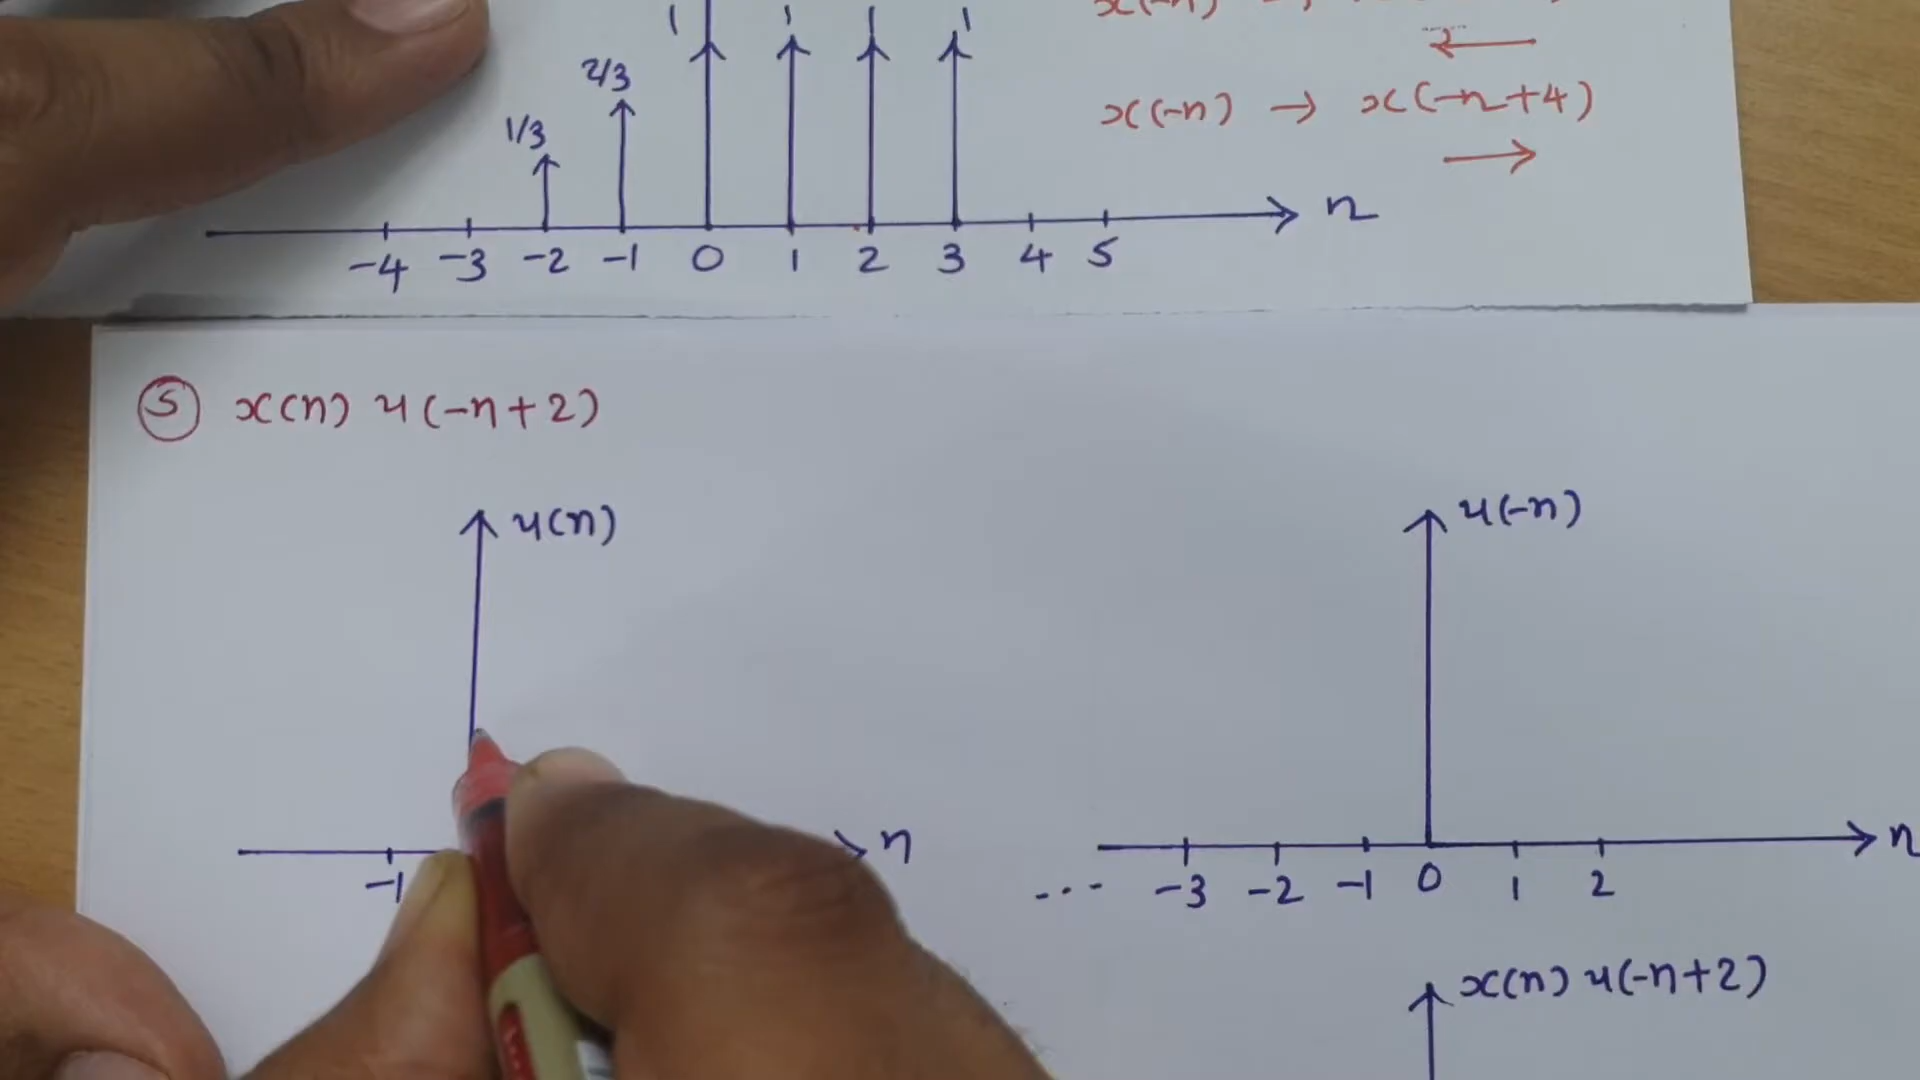 1 1 1 1
2/3
1/3
x(-n) → x(-n+4)
n
-4 -3 -2 -1 0 1 2 3 4 5
5 x(n) u(-n+2)
u(n)
u(-n)
n
-1
n
... -3 -2 -1 0 1 2
x(n) u(-n+2)